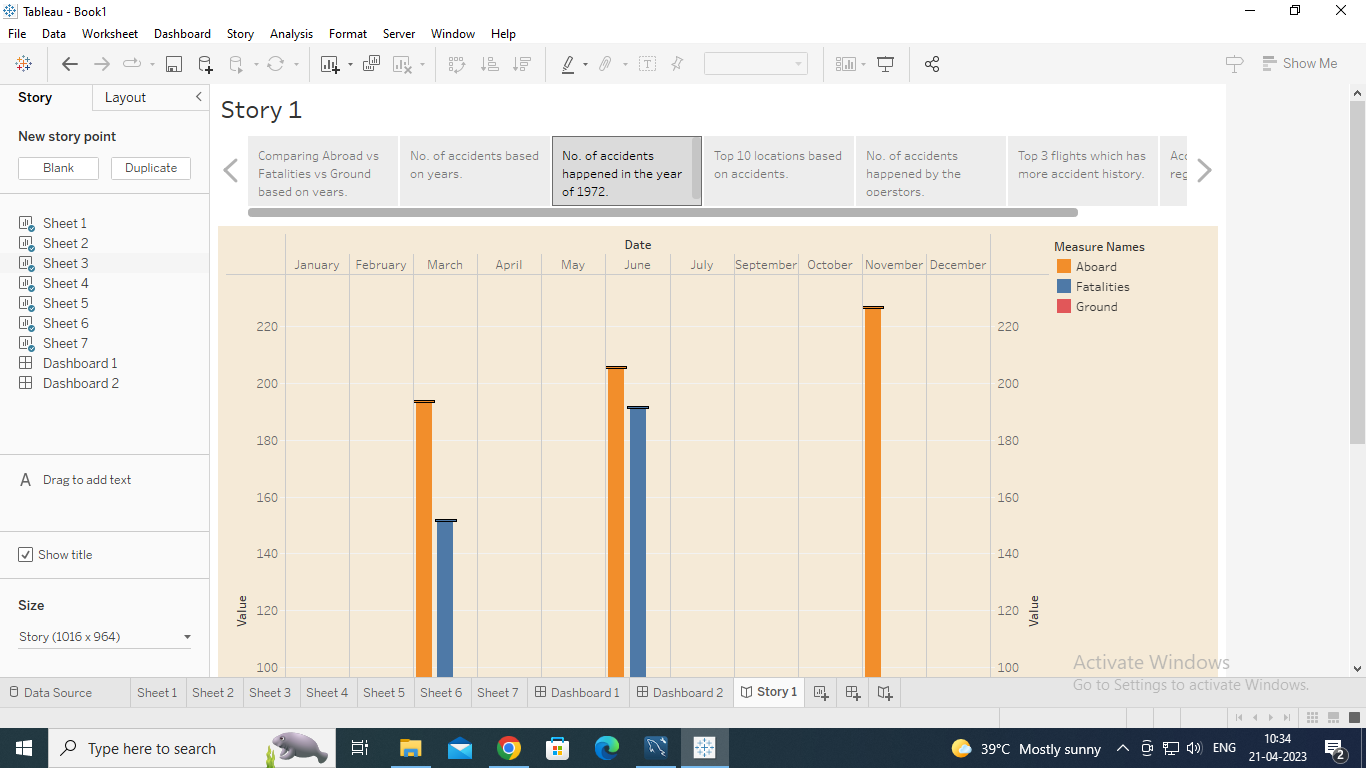 Tableau - Book1
File Data Worksheet Dashboard Story Analysis Format Server Window Help
Show Me
Story Layout
New story point
Blank Duplicate
Sheet 1
Sheet 2
Sheet 3
Sheet 4
Sheet 5
Sheet 6
Sheet 7
Dashboard 1
Dashboard 2
A Drag to add text
Show title
Size
Story (1016 x 964)
Story 1
Comparing Abroad vs
Fatalities vs Ground
based on years.
No. of accidents based
on years.
No. of accidents
happened in the year
of 1972.
Top 10 locations based
on accidents.
No. of accidents
happened by the
operstors.
Top 3 flights which has
more accident history.
Acc
reg
Date
January February March April May June July September October November December
220 220
200 200
180 180
160 160
140 140
120 120
100 100
Value Value
Measure Names
Aboard
Fatalities
Ground
Activate Windows
Go to Settings to activate Windows.
Data Source Sheet 1 Sheet 2 Sheet 3 Sheet 4 Sheet 5 Sheet 6 Sheet 7 Dashboard 1 Dashboard 2 Story 1
Type here to search
39°C Mostly sunny
ENG
10:34
21-04-2023
2